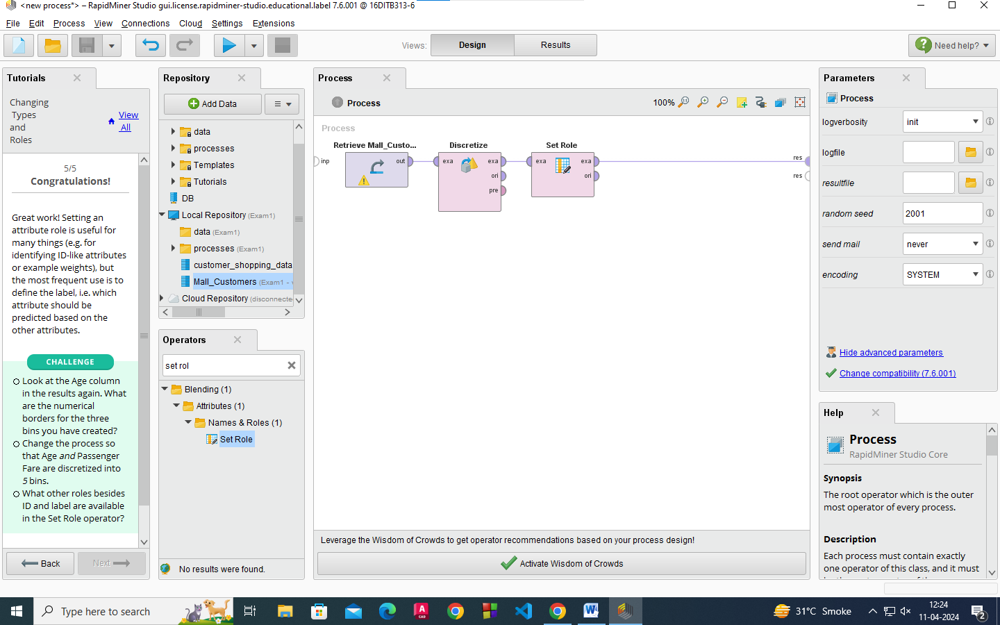 <new process*> – RapidMiner Studio gui.license.rapidminer-studio.educational.label 7.6.001 @ 16DITB313-6
File Edit Process View Connections Cloud Settings Extensions
Views: Design Results
Need help?
Tutorials
Changing Types and Roles
View All
5/5
Congratulations!
Great work! Setting an
attribute role is useful for
many things (e.g. for
identifying ID-like attributes
or example weights), but
the most frequent use is to
define the label, i.e. which
attribute should be
predicted based on the
other attributes.
CHALLENGE
Look at the Age column
in the results again. What
are the numerical
borders for the three
bins you have created?
Change the process so
that Age and Passenger
Fare are discretized into
5 bins.
What other roles besides
ID and label are available
in the Set Role operator?
Back
Next
Repository
Add Data
data
processes
Templates
Tutorials
DB
Local Repository (Exam1)
data (Exam1)
processes (Exam1)
customer_shopping_data
Mall_Customers (Exam1 -
Cloud Repository (disconnecte
Operators
set rol
Blending (1)
Attributes (1)
Names & Roles (1)
Set Role
No results were found.
Process
Process
100%
Process
Retrieve Mall_Custo...
Discretize
Set Role
inp
out
exa
exa
ori
pre
exa
exa
ori
res
res
Leverage the Wisdom of Crowds to get operator recommendations based on your process design!
Activate Wisdom of Crowds
Parameters
Process
logverbosity init
logfile
resultfile
random seed 2001
send mail never
encoding SYSTEM
Hide advanced parameters
Change compatibility (7.6.001)
Help
Process
RapidMiner Studio Core
Synopsis
The root operator which is the outer
most operator of every process.
Description
Each process must contain exactly
one operator of this class, and it must
Type here to search
31°C Smoke
12:24
11-04-2024
2